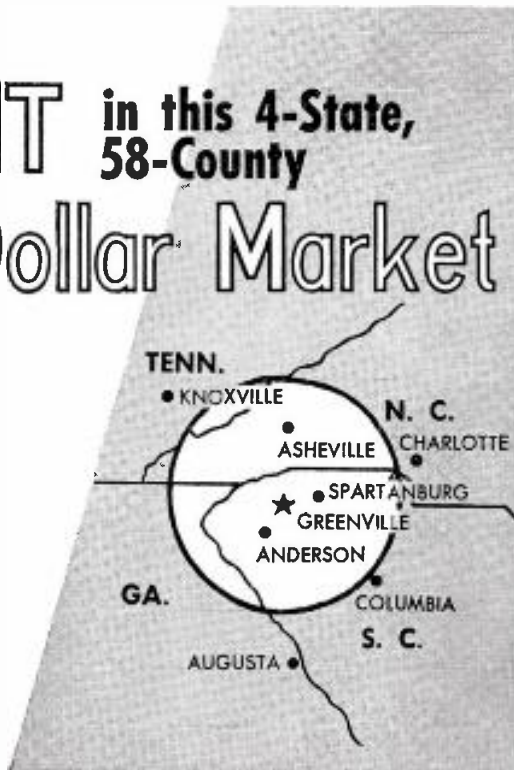 in this 4-State,
58-County
Market
TENN.
KNOXVILLE
N. C.
ASHEVILLE
CHARLOTTE
SPARTANBURG
GREENVILLE
ANDERSON
GA.
COLUMBIA
S. C.
AUGUSTA